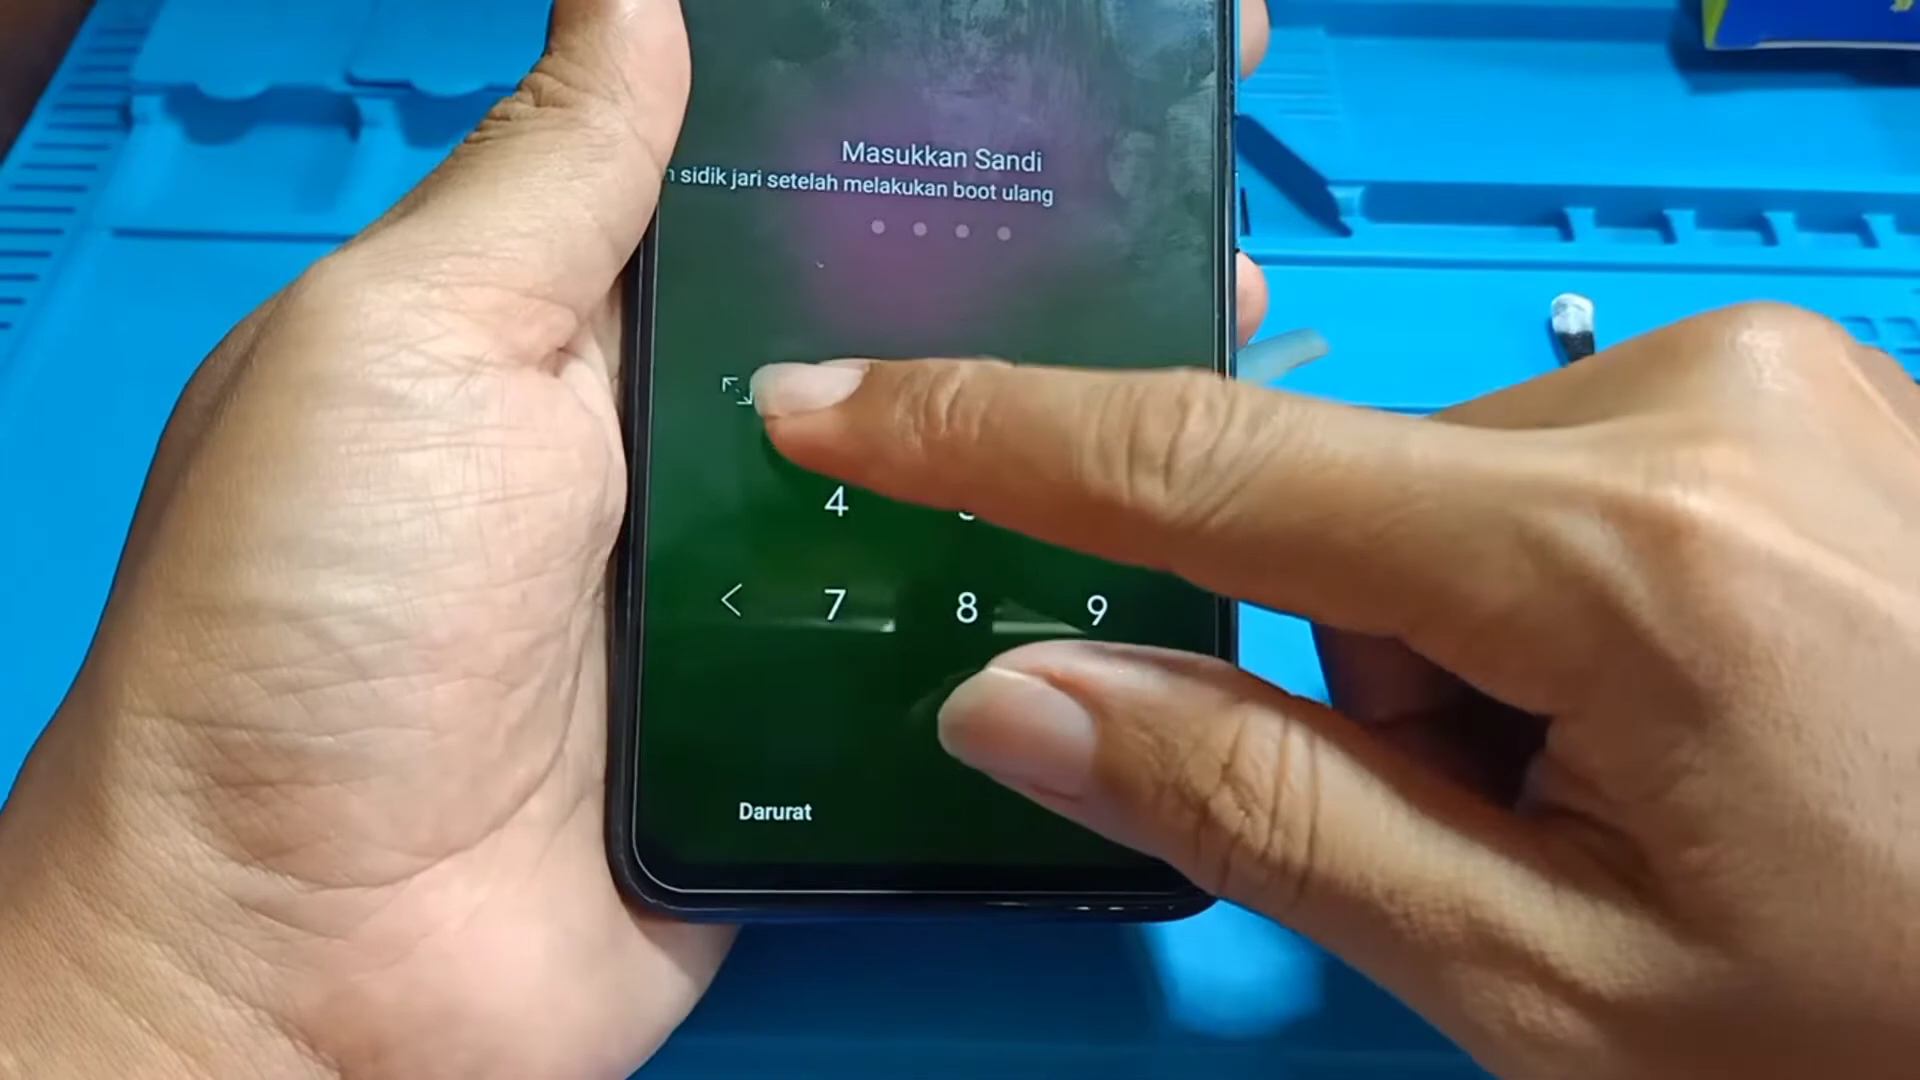 Masukkan Sandi
sidik jari setelah melakukan boot ulang
4
7 8 9
Darurat